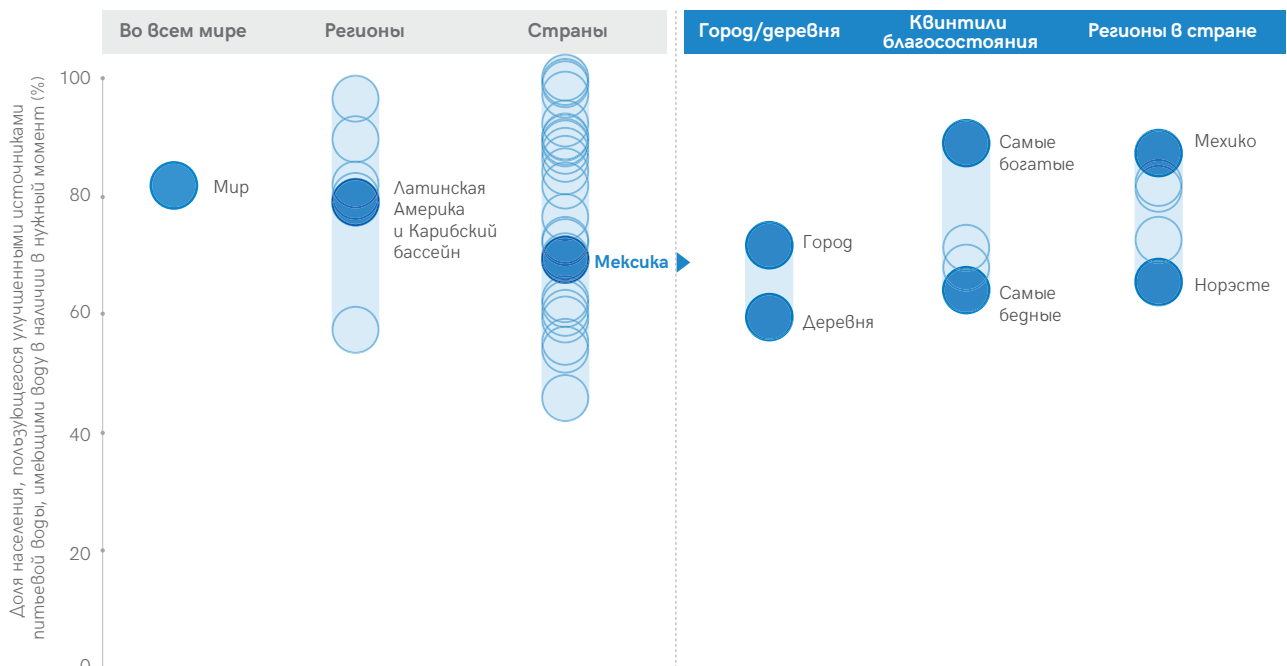 Во всем мире
Регионы
Страны
Город/деревня
Квинтили
благосостояния
Регионы в стране
Доля населения, пользующегося улучшенными источниками
питьевой воды, имеющими воду в наличии в нужный момент (%)
100
80
60
40
20
0
Мир
Латинская
Америка
и Карибский
бассейн
Мексика
Город
Деревня
Самые
богатые
Самые
бедные
Мехико
Норэсте